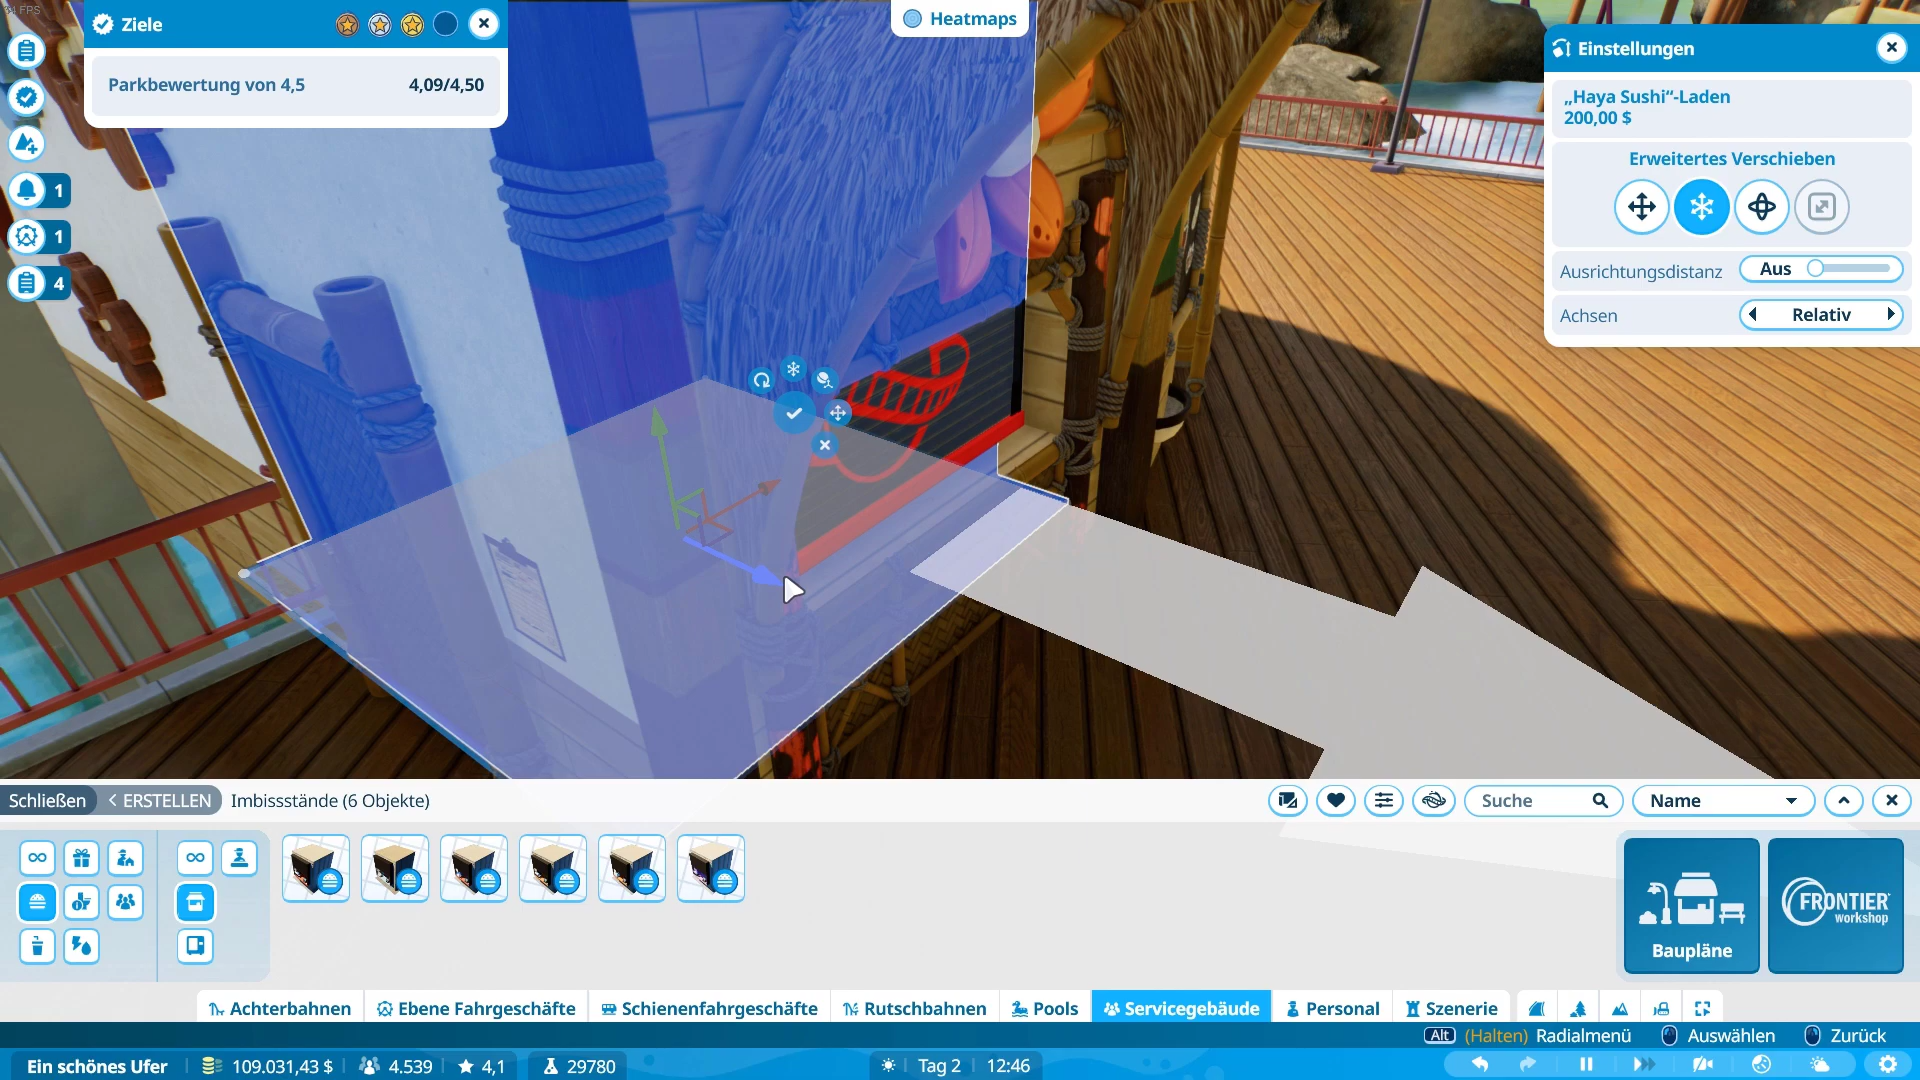 FPS
Ziele
Heatmaps
Parkbewertung von 4,5
4,09/4,50
Einstellungen
„Haya Sushi“-Laden
200,00 $
Erweitertes Verschieben
Ausrichtungsdistanz
Aus
Achsen
Relativ
1
1
4
Schließen
ERSTELLEN
Imbissstände (6 Objekte)
Suche
Name
Baupläne
FRONTIER
workshop
Achterbahnen
Ebene Fahrgeschäfte
Schienenfahrgeschäfte
Rutschbahnen
Pools
Servicegebäude
Personal
Szenerie
Alt (Halten) Radialmenü
Auswählen
Zurück
Ein schönes Ufer
109.031,43 $
4.539
4,1
29780
Tag 2
12:46